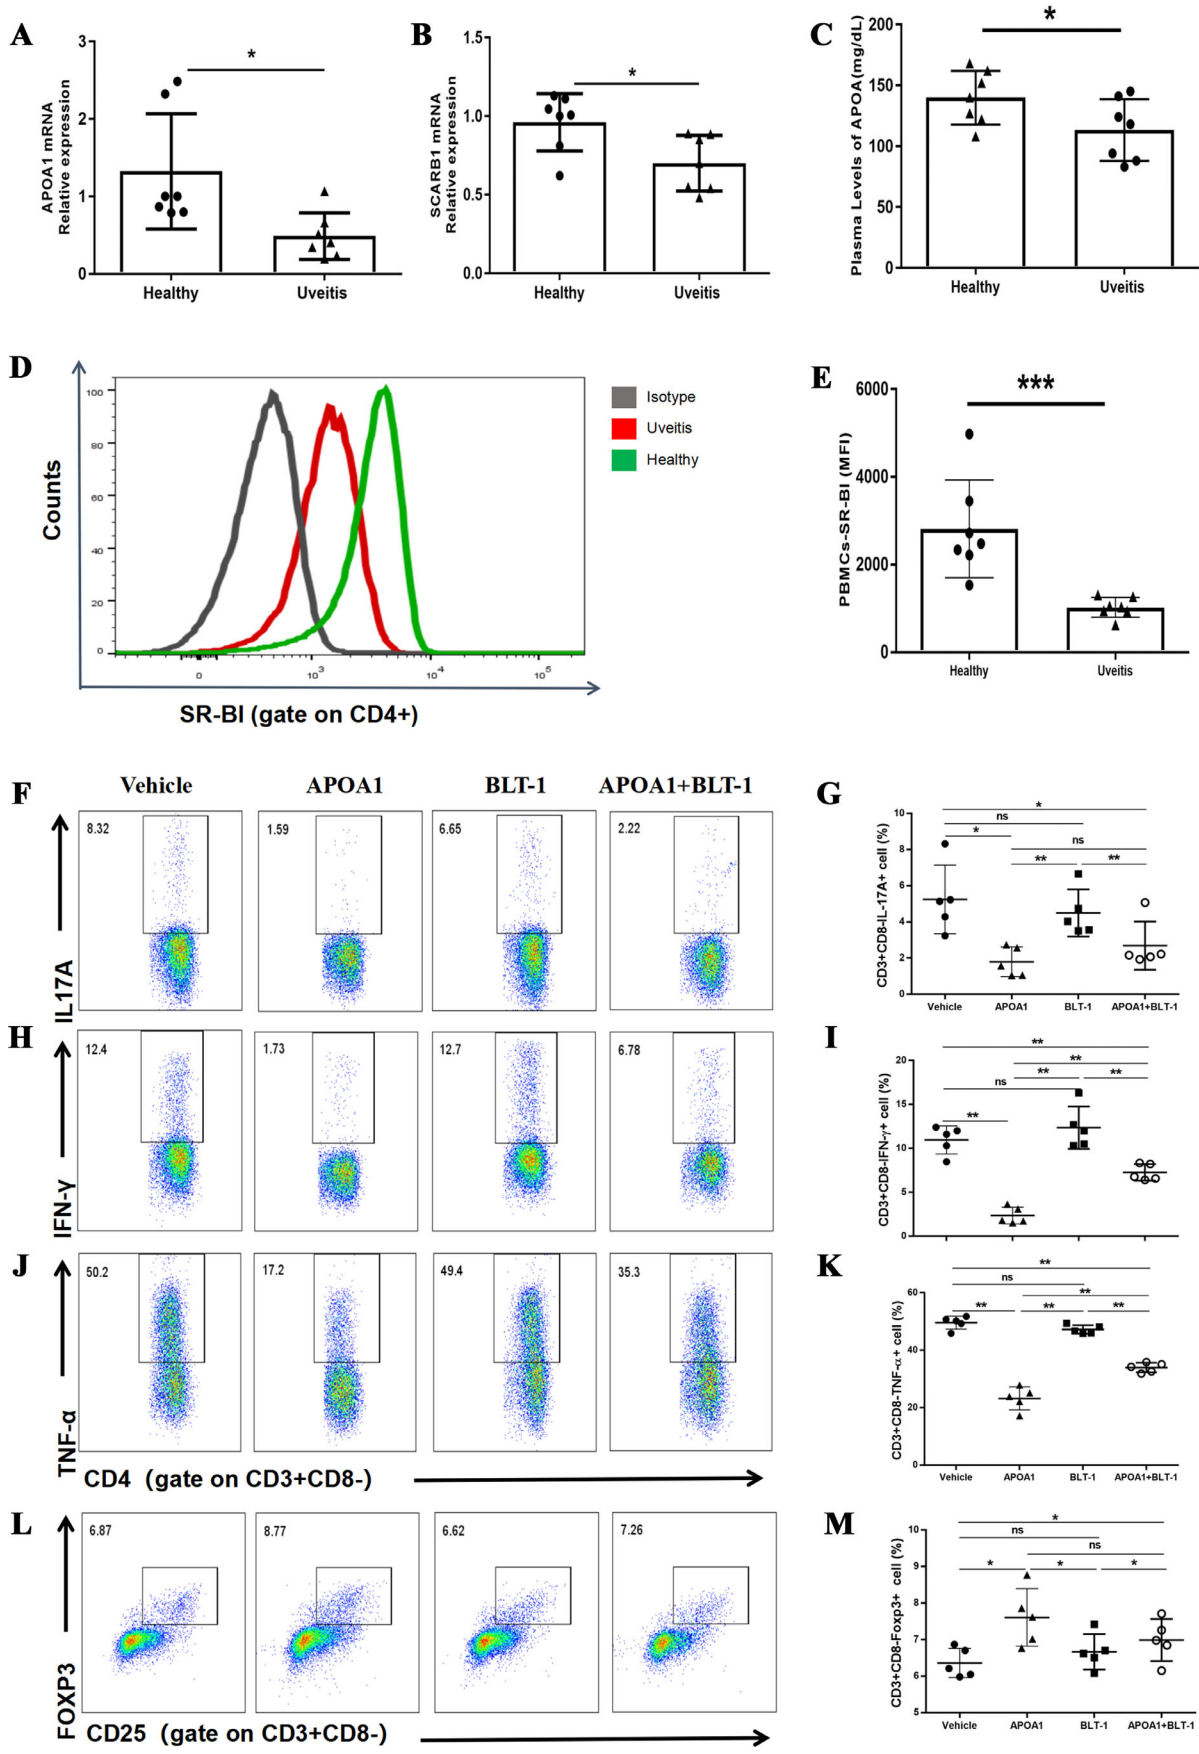 A
APOA1 mRNA
Relative expression
3
2
1
0
*
Healthy
Uveitis
B
SCARB1 mRNA
Relative expression
1.5
1.0
0.5
0.0
*
Healthy
Uveitis
C
Plasma Levels of APOA(mg/dL)
200
150
100
50
0
*
Healthy
Uveitis
D
Counts
100
80
60
40
20
0
0
10³
10⁴
10⁵
SR-BI (gate on CD4+)
Isotype
Uveitis
Healthy
E
PBMCs-SR-BI (MFI)
6000
4000
2000
0
***
Healthy
Uveitis
Vehicle
APOA1
BLT-1
APOA1+BLT-1
F
IL17A
8.32
1.59
6.65
2.22
G
CD3+CD8-IL-17A+ cell (%)
10
8
6
4
2
0
*
ns
*
ns
**
**
Vehicle
APOA1
BLT-1
APOA1+BLT-1
H
IFN-γ
12.4
1.73
12.7
6.78
I
CD3+CD8-IFN-γ+ cell (%)
20
15
10
5
0
**
**
**
**
ns
**
J
TNF-α
50.2
17.2
49.4
35.3
CD4 (gate on CD3+CD8-)
K
CD3+CD8-TNF-α+ cell (%)
60
40
20
0
**
ns
**
**
**
**
Vehicle
APOA1
BLT-1
APOA1+BLT-1
L
FOXP3
6.87
8.77
6.62
7.26
CD25 (gate on CD3+CD8-)
M
CD3+CD8-Foxp3+ cell (%)
10
9
8
7
6
5
*
ns
ns
*
*
*
Vehicle
APOA1
BLT-1
APOA1+BLT-1